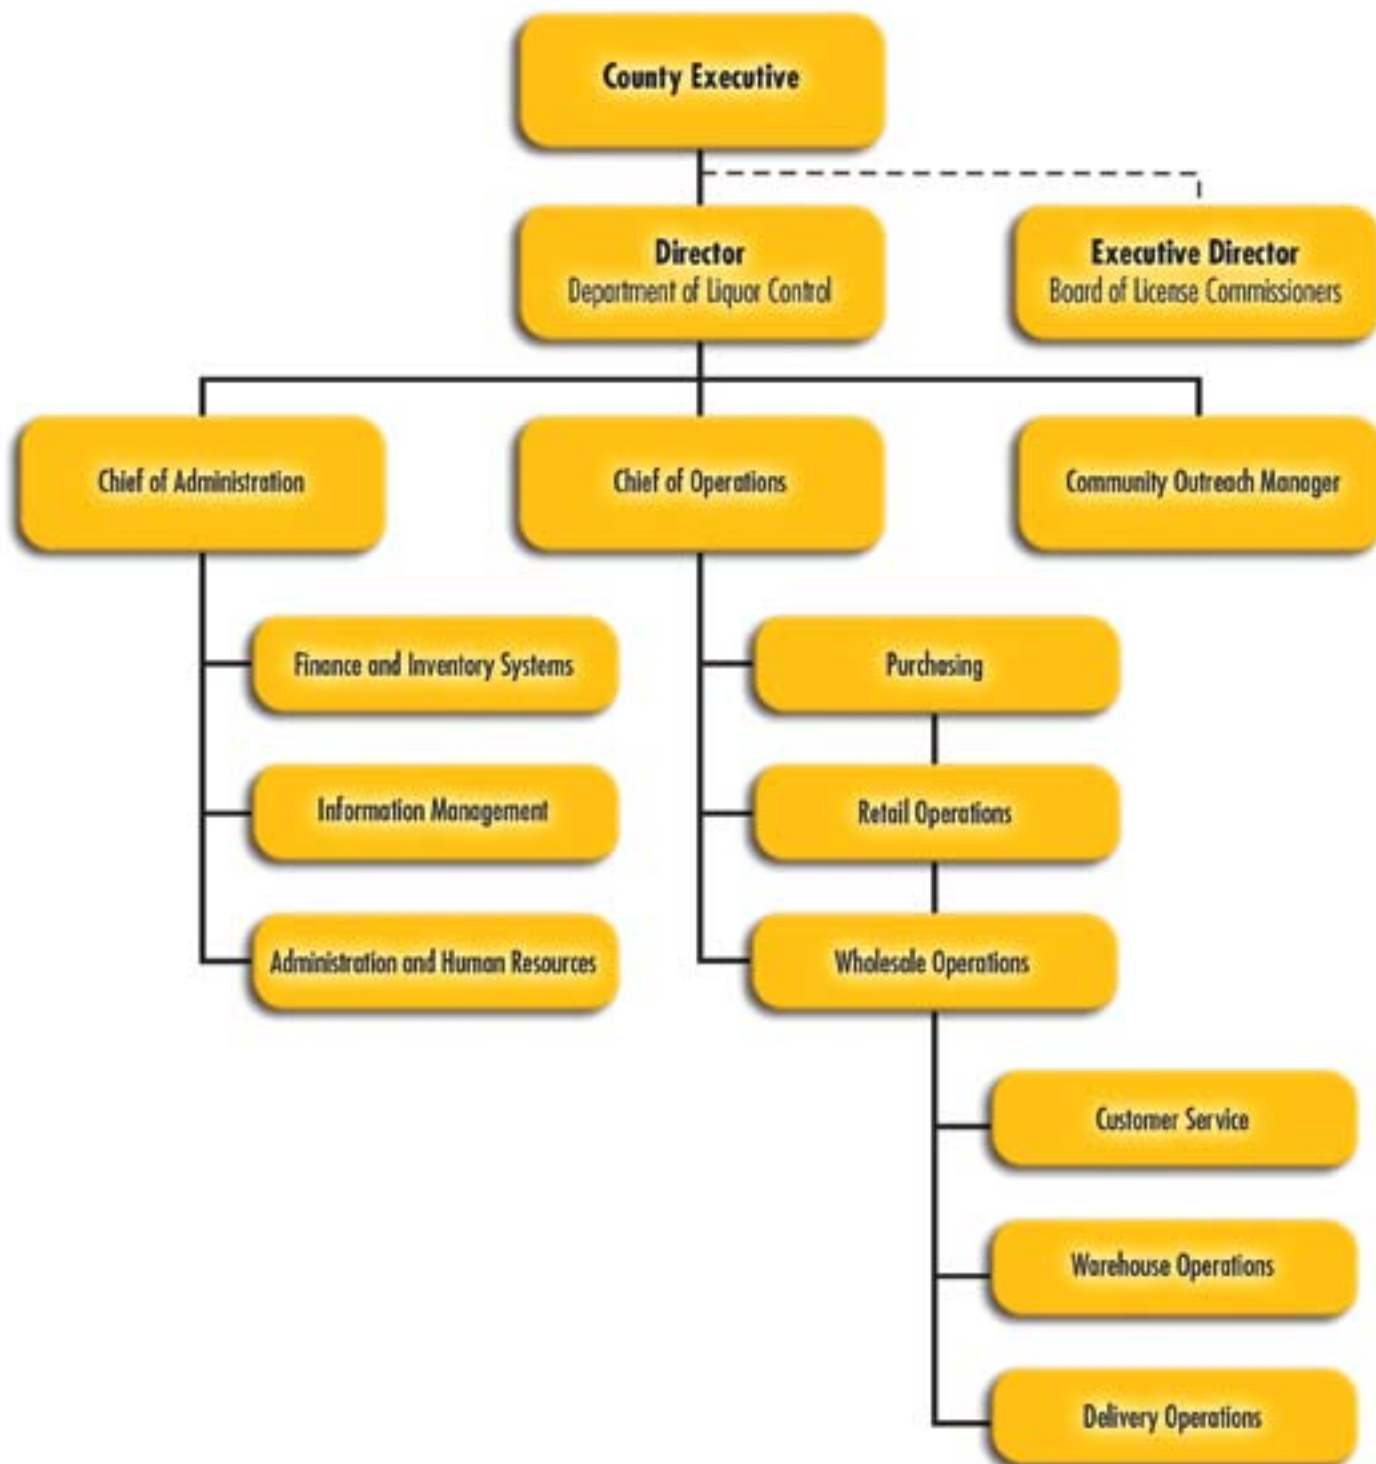 County Executive
Director
Department of Liquor Control
Executive Director
Board of License Commissioners
Chief of Administration
Chief of Operations
Community Outreach Manager
Finance and Inventory Systems
Purchasing
Information Management
Retail Operations
Administration and Human Resources
Wholesale Operations
Customer Service
Warehouse Operations
Delivery Operations